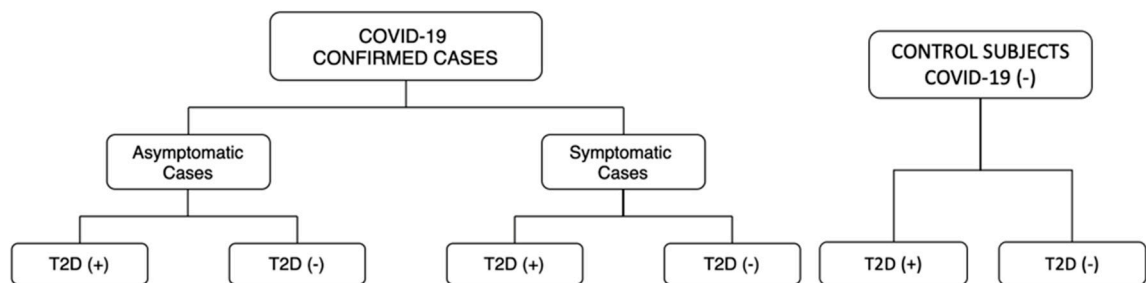 COVID-19
CONFIRMED CASES
CONTROL SUBJECTS
COVID-19 (-)
Asymptomatic
Cases
Symptomatic
Cases
T2D (+)
T2D (-)
T2D (+)
T2D (-)
T2D (+)
T2D (-)